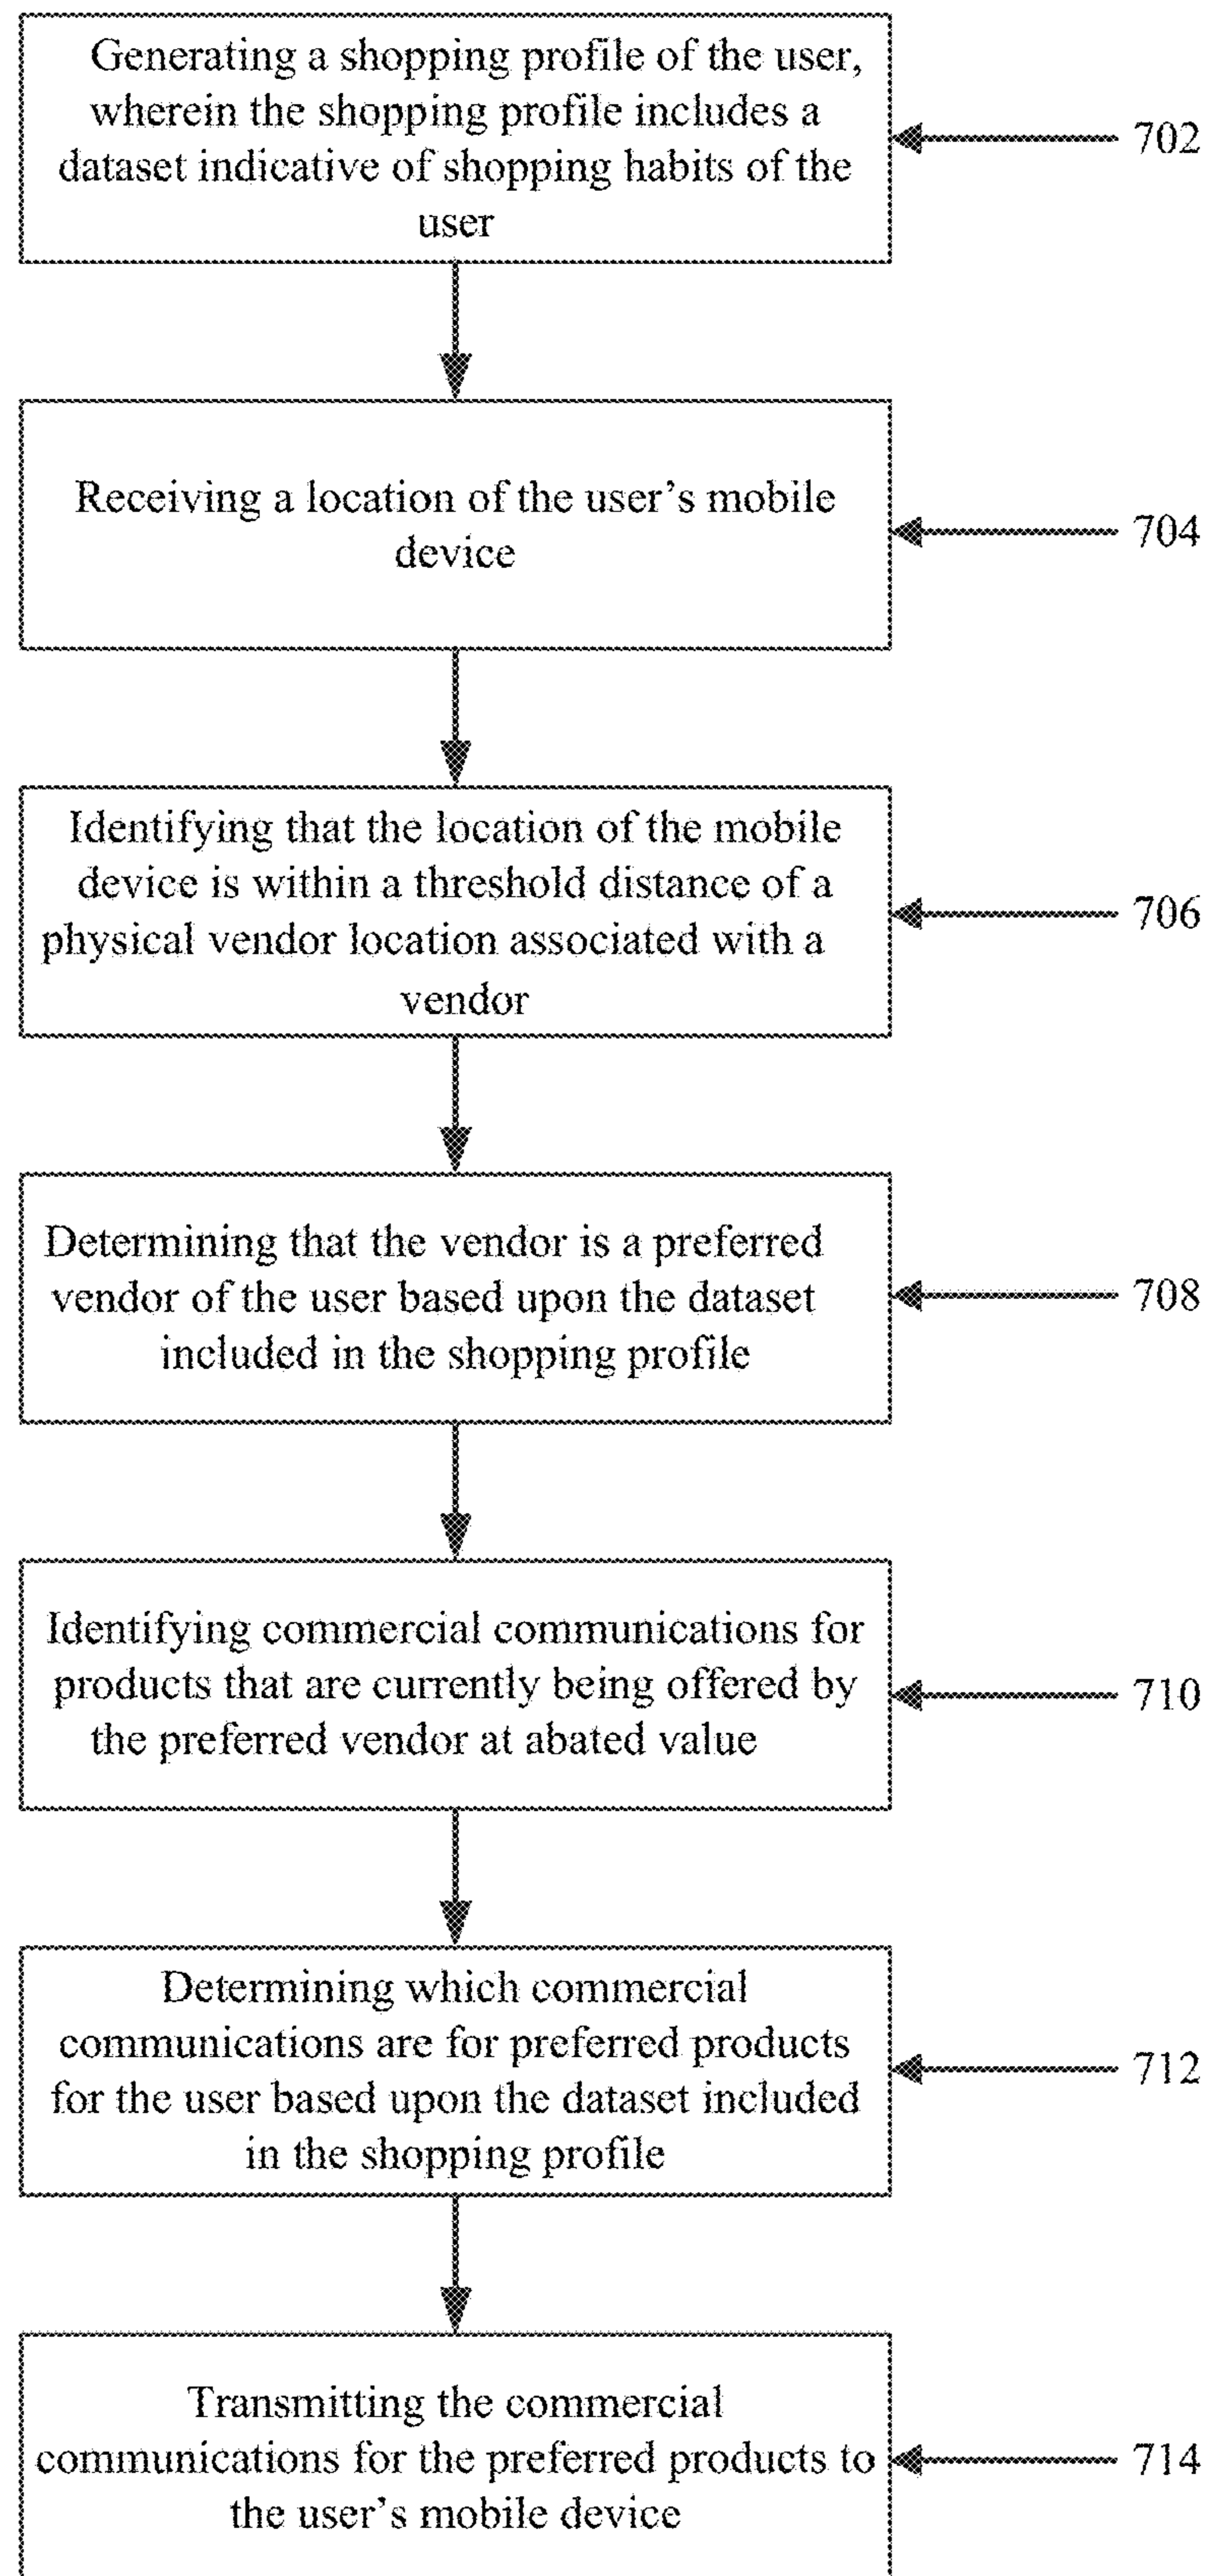 Generating a shopping profile of the user,
wherein the shopping profile includes a
dataset indicative of shopping habits of the
user
702
Receiving a location of the user's mobile
device
704
Identifying that the location of the mobile
device is within a threshold distance of a
physical vendor location associated with a
vendor
706
Determining that the vendor is a preferred
vendor of the user based upon the dataset
included in the shopping profile
708
Identifying commercial communications for
products that are currently being offered by
the preferred vendor at abated value
710
Determining which commercial
communications are for preferred products
for the user based upon the dataset included
in the shopping profile
712
Transmitting the commercial
communications for the preferred products to
the user's mobile device
714